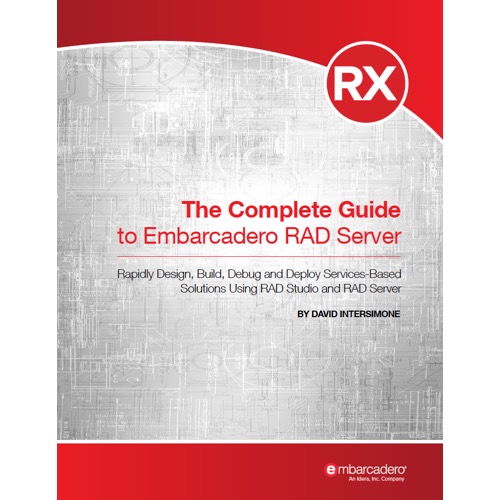 RX
The Complete Guide
to Embarcadero RAD Server
Rapidly Design, Build, Debug and Deploy Services-Based
Solutions Using RAD Studio and RAD Server
BY DAVID INTERSIMONE
embarcadero®
An Idera, Inc. Company